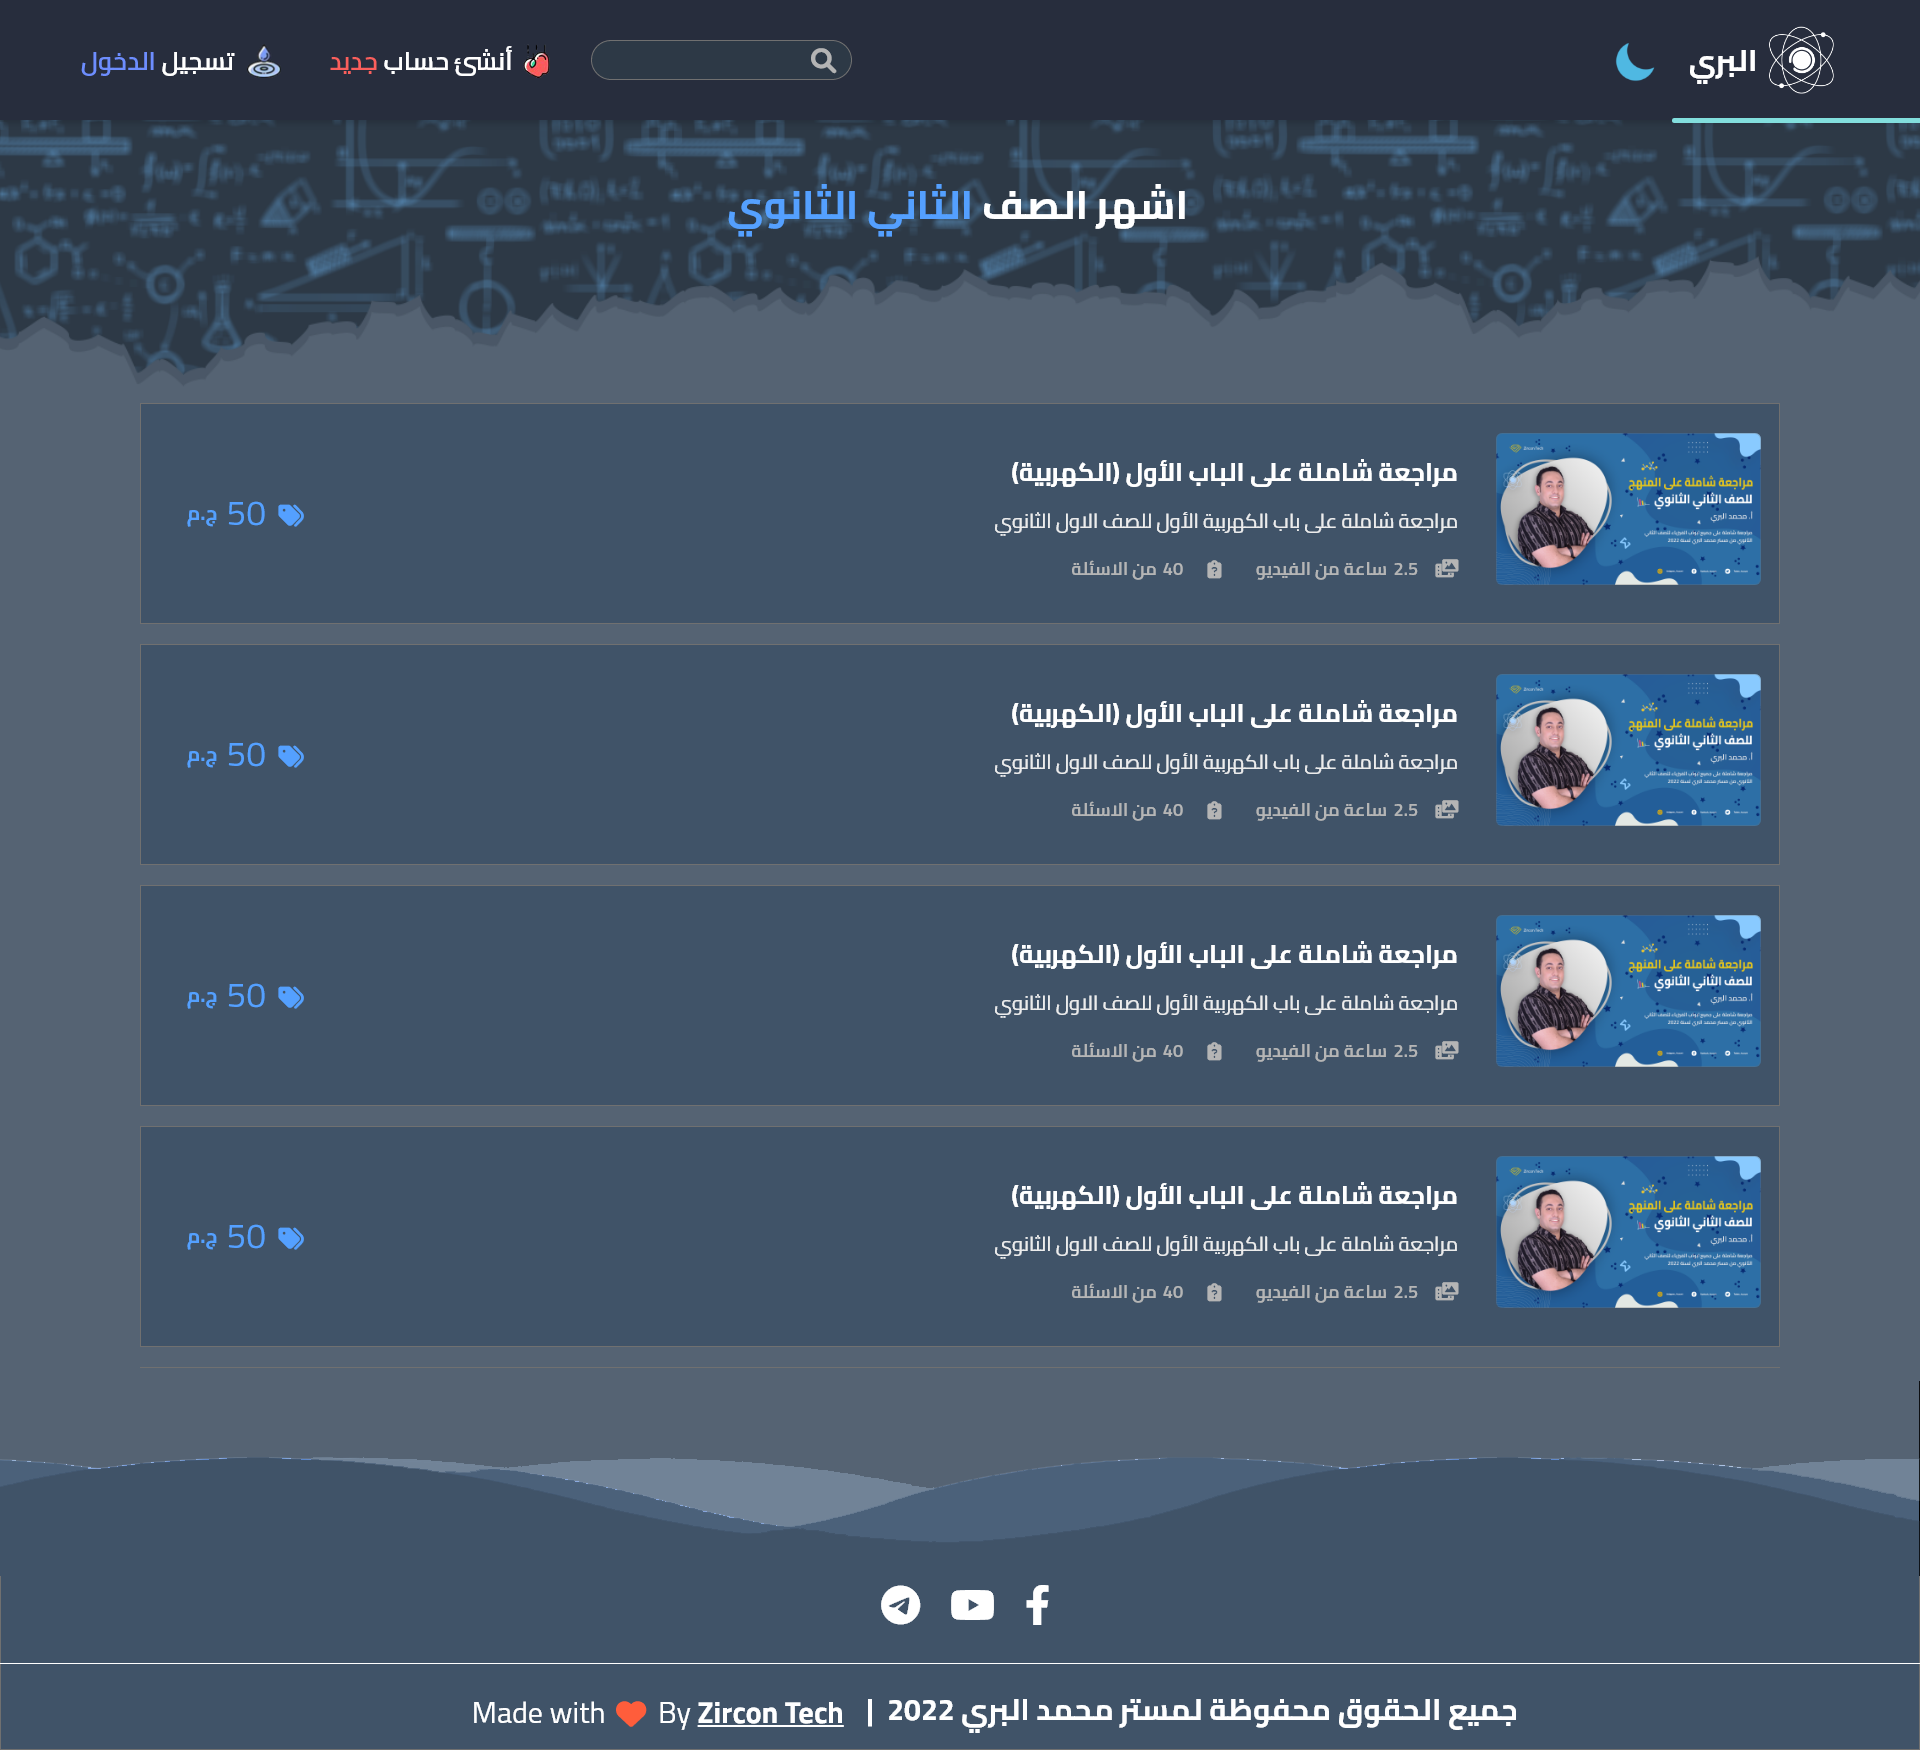 البري
أنشئ حساب جديد
تسجيل الدخول
اشهر الصف الثاني الثانوي
مراجعة شاملة على المنهج
للصف الثاني الثانوي
أ. محمد البري
مراجعة شاملة على الباب الأول (الكهربية)
مراجعة شاملة على باب الكهربية الأول للصف الاول الثانوي
2.5 ساعة من الفيديو
40 من الاسئلة
50 ج.م
مراجعة شاملة على المنهج
للصف الثاني الثانوي
أ. محمد البري
مراجعة شاملة على الباب الأول (الكهربية)
مراجعة شاملة على باب الكهربية الأول للصف الاول الثانوي
2.5 ساعة من الفيديو
40 من الاسئلة
50 ج.م
مراجعة شاملة على المنهج
للصف الثاني الثانوي
أ. محمد البري
مراجعة شاملة على الباب الأول (الكهربية)
مراجعة شاملة على باب الكهربية الأول للصف الاول الثانوي
2.5 ساعة من الفيديو
40 من الاسئلة
50 ج.م
مراجعة شاملة على المنهج
للصف الثاني الثانوي
أ. محمد البري
مراجعة شاملة على الباب الأول (الكهربية)
مراجعة شاملة على باب الكهربية الأول للصف الاول الثانوي
2.5 ساعة من الفيديو
40 من الاسئلة
50 ج.م
جميع الحقوق محفوظة لمستر محمد البري 2022 | Made with ❤ By Zircon Tech